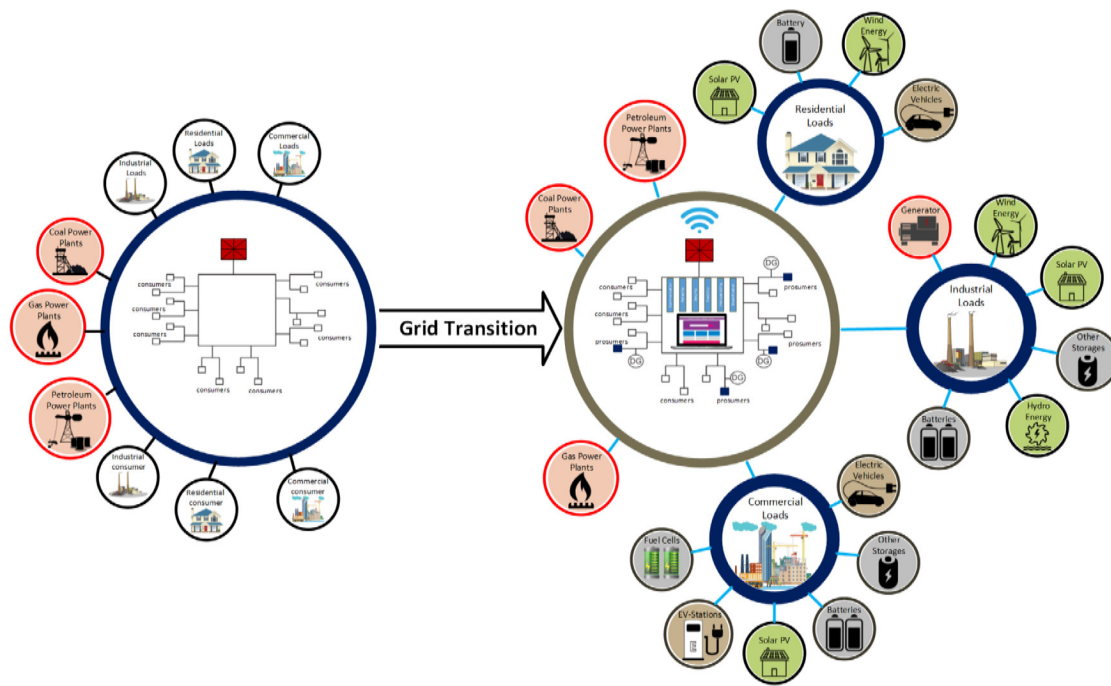 Industrial
Loads
Residential
Loads
Commercial
Loads
Coal Power
Plants
Gas Power
Plants
Petroleum
Power Plants
Industrial
consumer
Residential
consumer
Commercial
consumer
consumers
consumers
consumers
consumers
consumers
consumers
consumers
consumers
Grid Transition
Petroleum
Power Plants
Coal Power
Plants
Gas Power
Plants
consumers
consumers
prosumers
DG
DG
prosumers
prosumers
DG
DG
consumers
prosumers
Solar PV
Battery
Wind
Energy
Electric
Vehicles
Residential
Loads
Generator
Wind
Energy
Solar PV
Other
Storages
Hydro
Energy
Batteries
Industrial
Loads
Electric
Vehicles
Other
Storages
Batteries
Solar PV
EV-Stations
Fuel Cells
Commercial
Loads